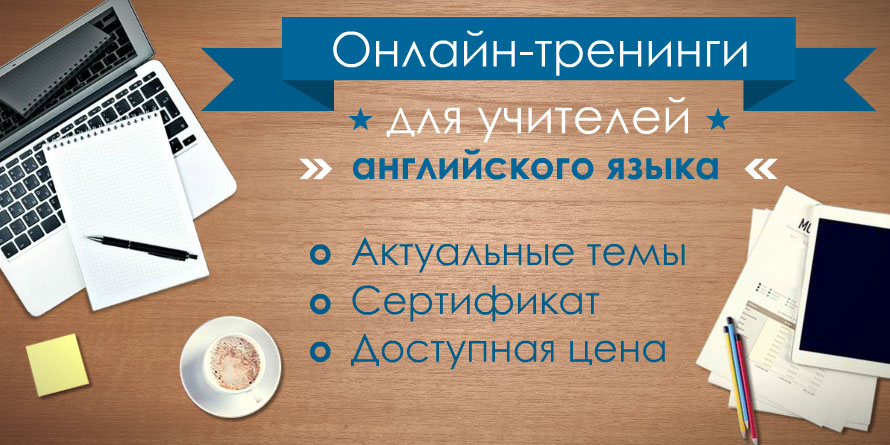 Онлайн-тренинги
для учителей
английского языка
Актуальные темы
Сертификат
Доступная цена